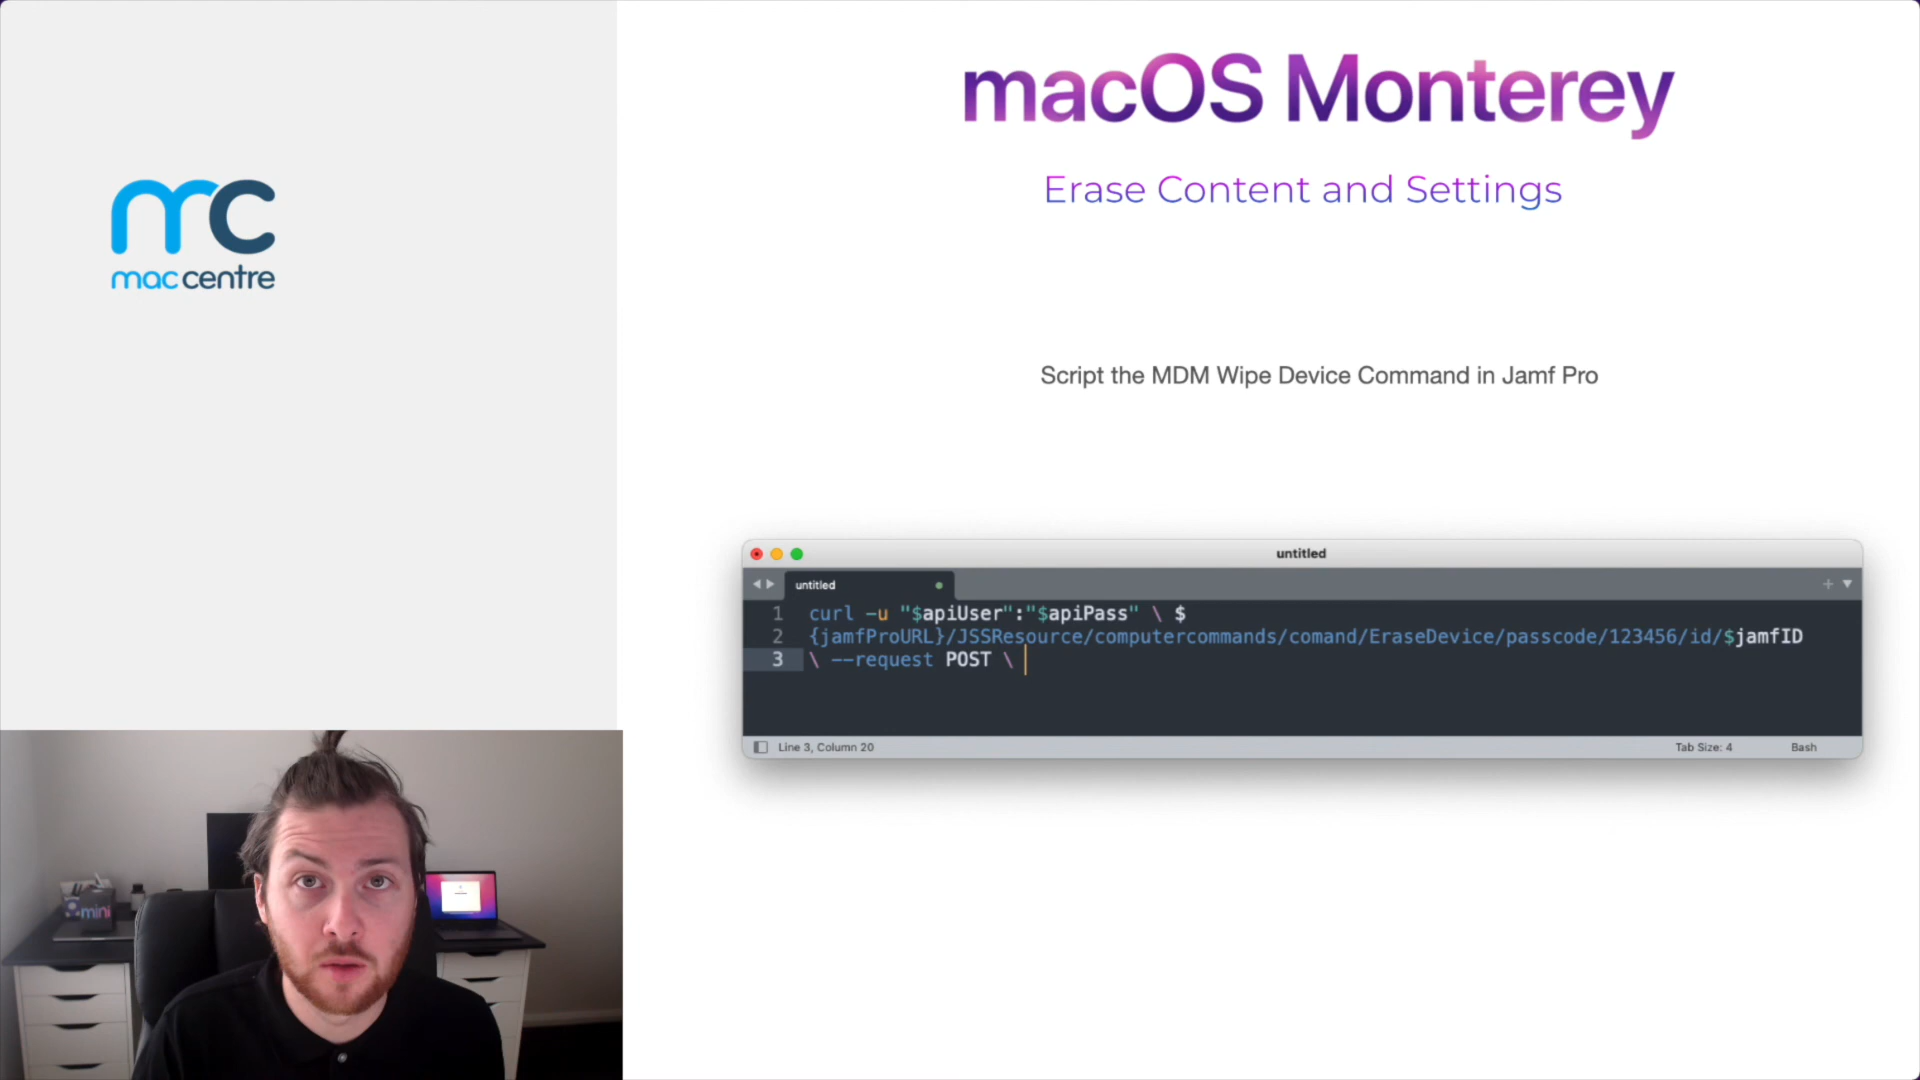 macOS Monterey
Erase Content and Settings
mc
mac centre
Script the MDM Wipe Device Command in Jamf Pro
untitled
untitled
1 curl -u "$apiUser":"$apiPass" \ $
2 {jamfProURL}/JSSResource/computercommands/comand/EraseDevice/passcode/123456/id/$jamfID
3 \ --request POST \
Line 3, Column 20
Tab Size: 4
Bash
mini